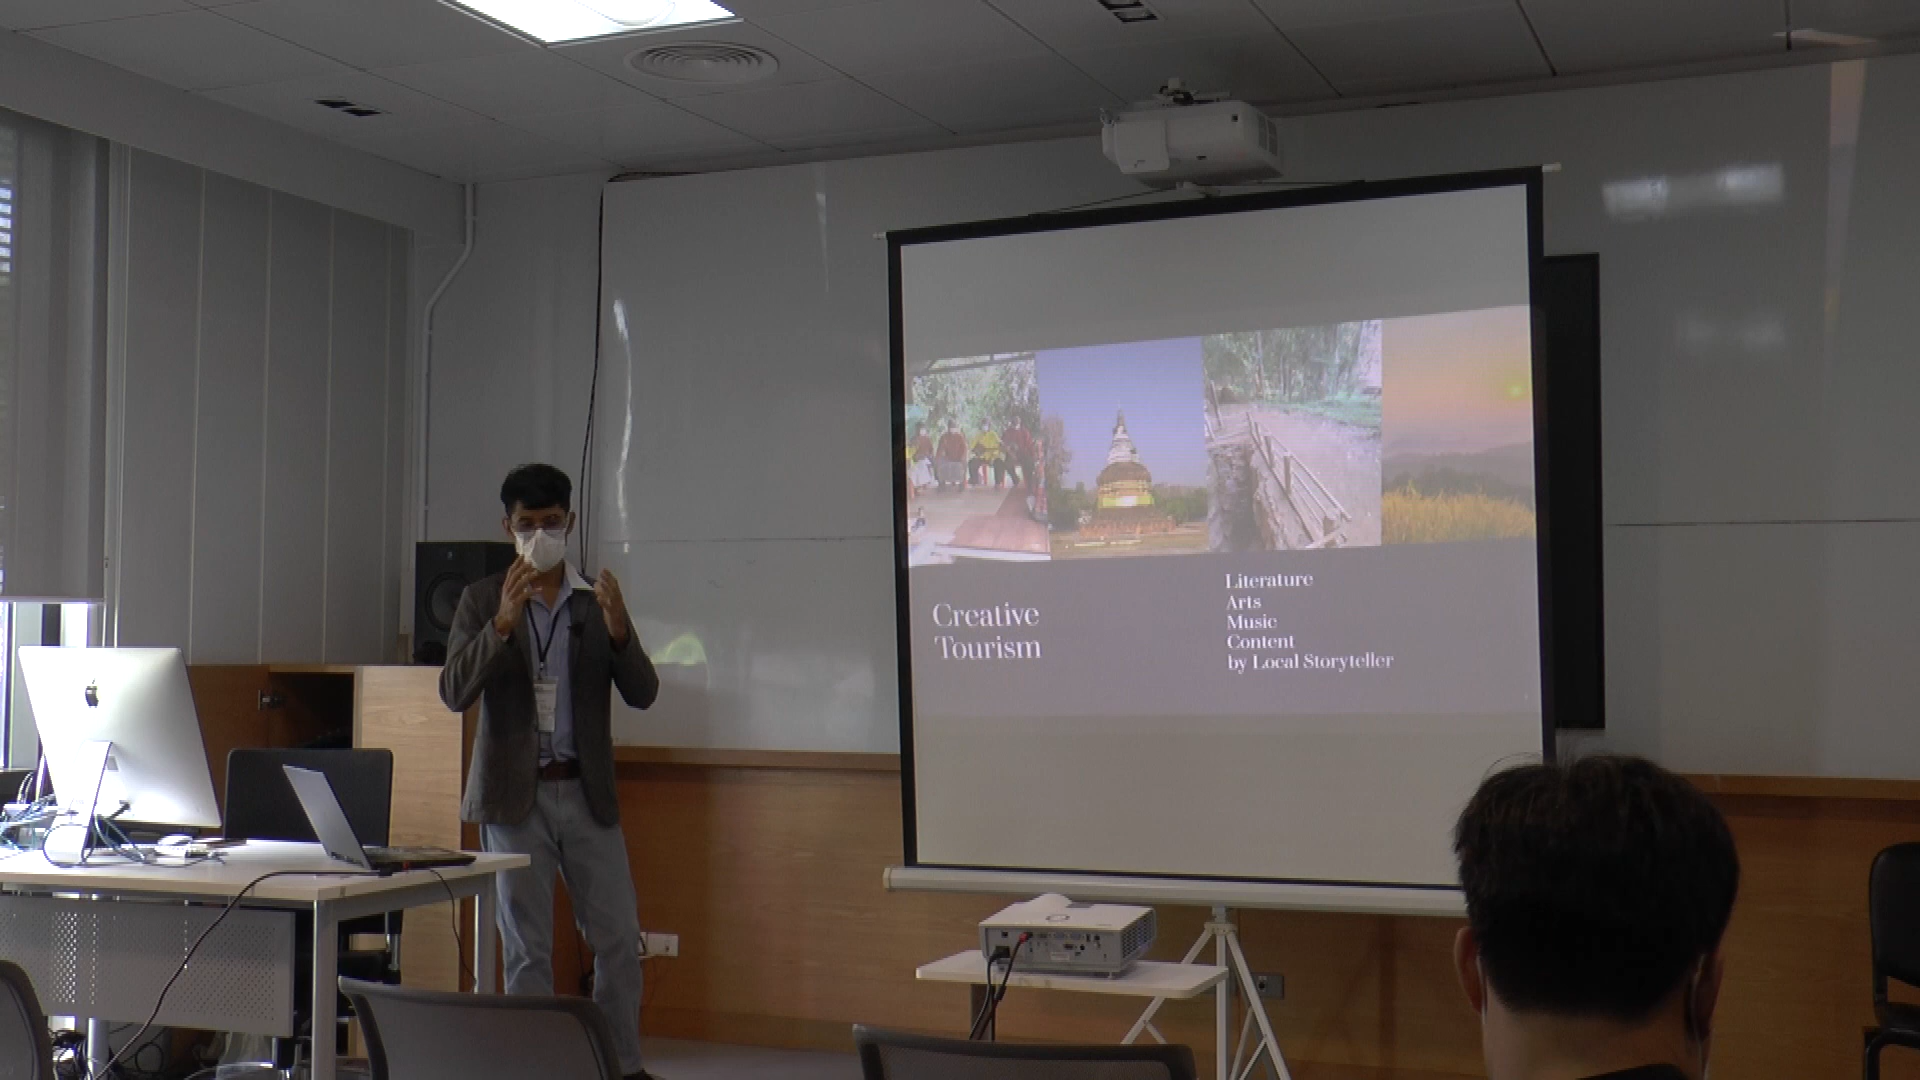 Creative
Tourism
Literature
Arts
Music
Content
by Local Storyteller